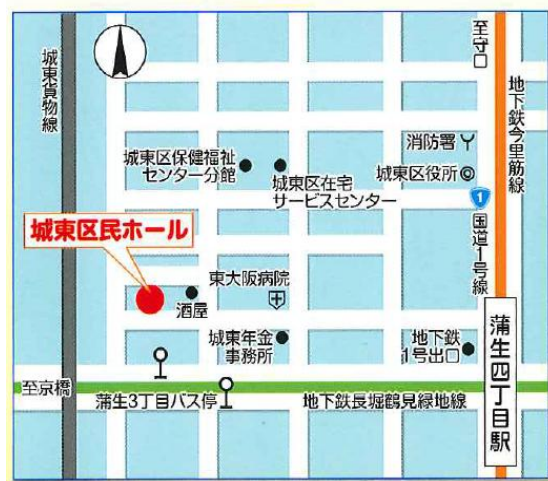 城東貨物線
至守口
地下鉄今里筋線
消防署
城東区役所
城東区保健福祉
センター分館
城東区在宅
サービスセンター
1
国道1号線
城東区民ホール
東大阪病院
酒屋
城東年金
事務所
地下鉄
1号出口
蒲生四丁目駅
至京橋
蒲生3丁目バス停
地下鉄長堀鶴見緑地線